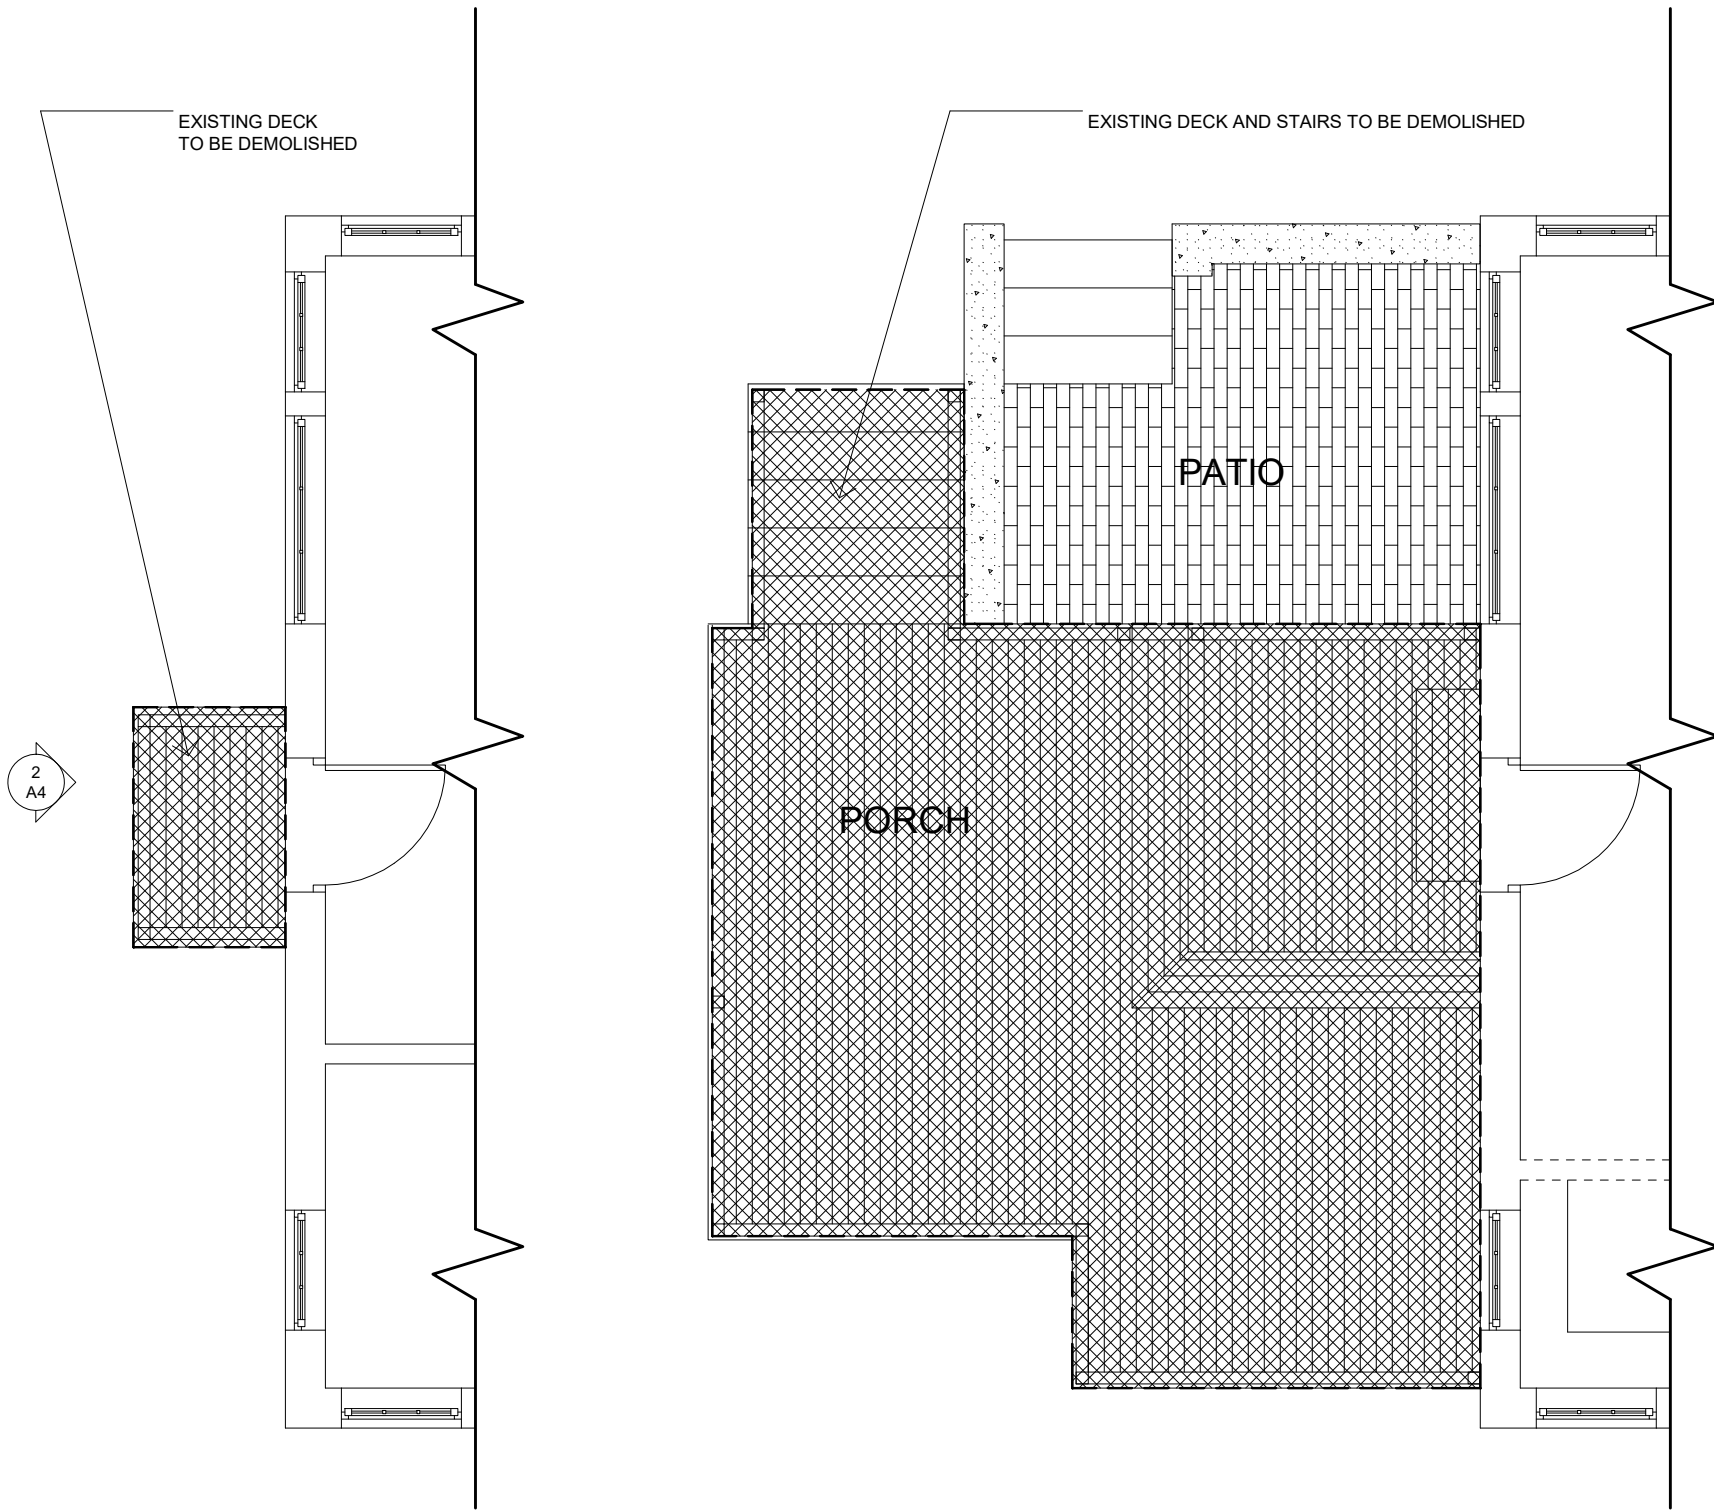 EXISTING DECK
TO BE DEMOLISHED
EXISTING DECK AND STAIRS TO BE DEMOLISHED
PATIO
2
A4
PORCH